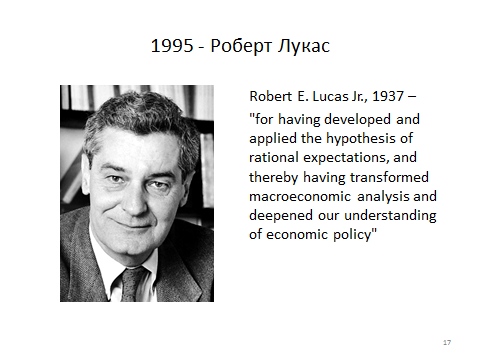 1995 - Роберт Лукас
Robert E. Lucas Jr., 1937 –
"for having developed and
applied the hypothesis of
rational expectations, and
thereby having transformed
macroeconomic analysis and
deepened our understanding
of economic policy"
17